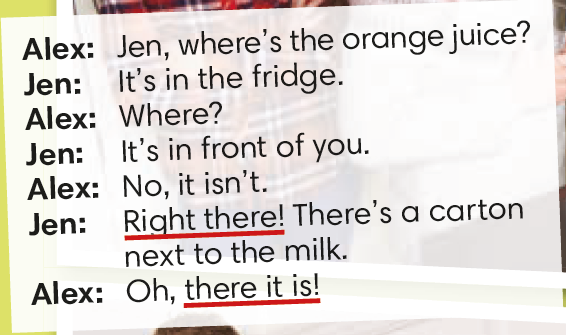 Alex: Jen, where's the orange juice?
Jen: It's in the fridge.
Alex: Where?
Jen: It's in front of you.
Alex: No, it isn't.
Jen: Right there! There's a carton
next to the milk.
Alex: Oh, there it is!